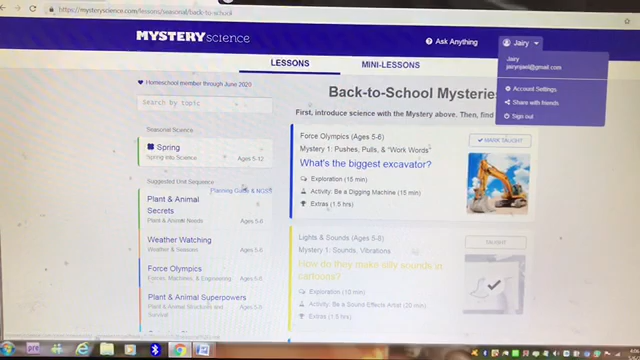 https://mysteryscience.com/lessons/seasonal/back-to-school
MYSTERYscience
Ask Anything
Jairy
Jairy
Account Settings
Share with friends
Sign out
LESSONS
MINI-LESSONS
Homeschool member through June 2020
Search by topic
Seasonal Science
Spring
Spring into Science
Ages 5-12
Suggested Unit Sequence
Planning Guide & NGSS
Plant & Animal
Secrets
Plant & Animal Needs
Ages 5-6
Weather Watching
Weather & Seasons
Ages 5-6
Force Olympics
Forces, Machines, & Engineering
Ages 5-6
Plant & Animal Superpowers
Plant & Animal Structures and
Survival
Ages 5-6
Back-to-School Mysteries
First, introduce science with the Mystery above. Then, find
Force Olympics (Ages 5-6)
Mystery 1: Pushes, Pulls, & "Work Words"
What's the biggest excavator?
Exploration (15 min)
Activity: Be a Digging Machine (15 min)
Extras (1.5 hrs)
MARK TAUGHT
Lights & Sounds (Ages 5-6)
Mystery 1: Sounds, Vibrations
How do they make silly sounds in
cartoons?
Exploration (10 min)
Activity: Be a Sound Effects Artist (20 min)
Extras (1.5 hrs)
TAUGHT
pre